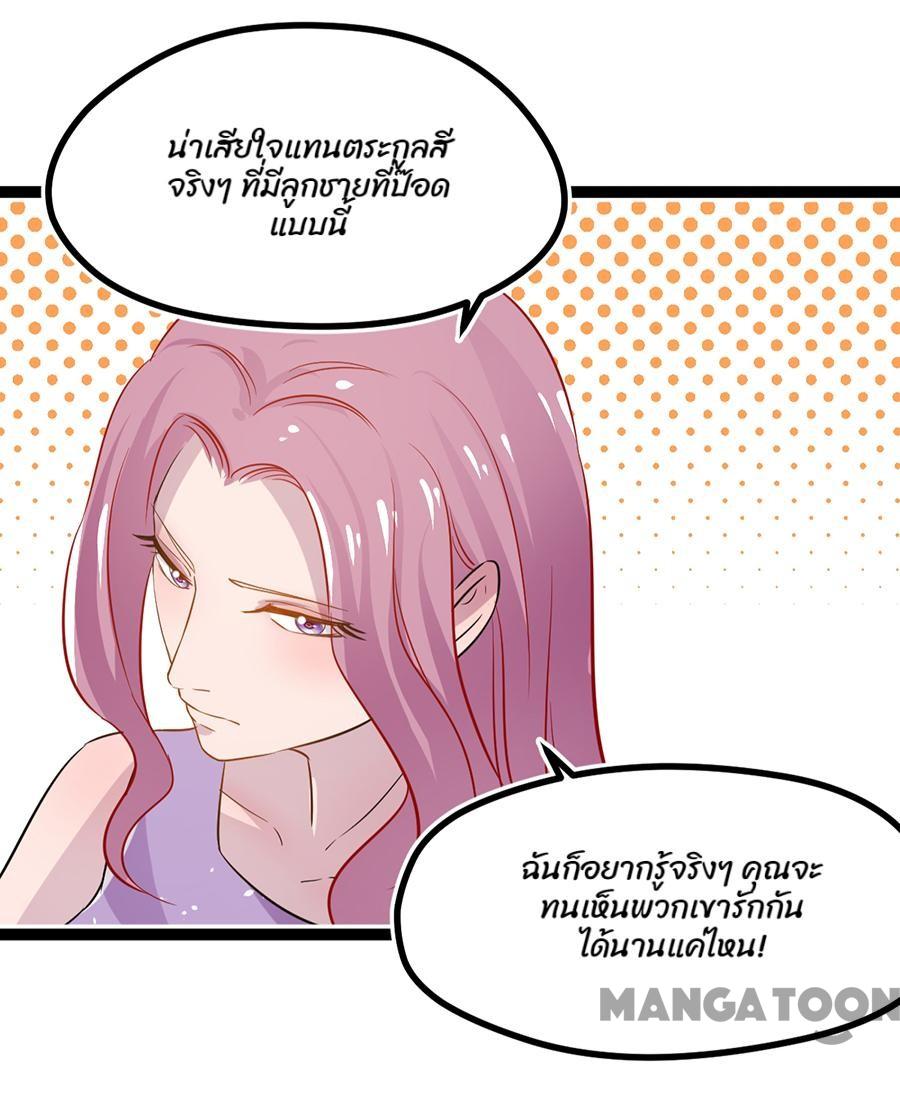 น่าเสียใจแทนตระกูลสี
จริงๆ ที่มีลูกชายที่ป๊อด
แบบนี้
ฉันก็อยากรู้จริงๆ คุณจะ
ทนเห็นพวกเขารักกัน
ได้นานแค่ไหน!
MANGATOON